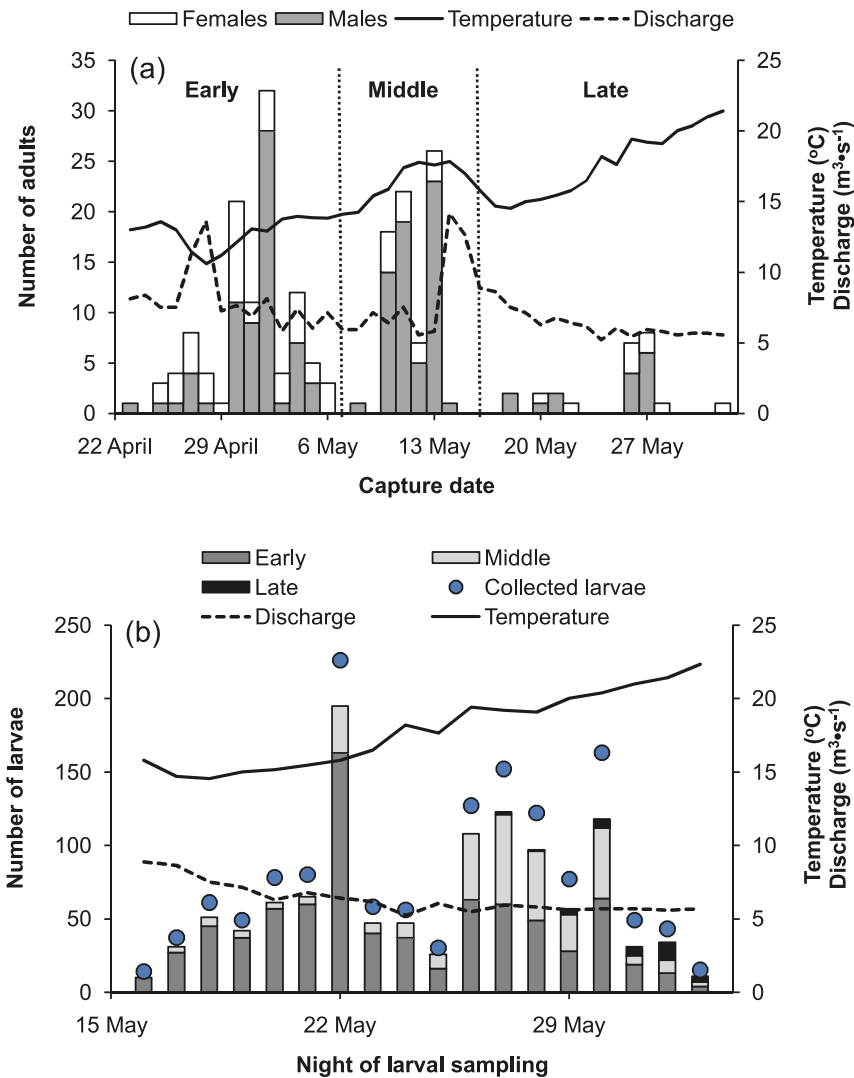 Females Males Temperature Discharge
(a)
Early Middle Late
35
30
25
20
15
10
5
0
Number of adults
25
20
15
10
5
0
Temperature (°C)
Discharge (m³•s⁻¹)
22 April 29 April 6 May 13 May 20 May 27 May
Capture date
Early Middle
Late Collected larvae
Discharge Temperature
(b)
250
200
150
100
50
0
Number of larvae
25
20
15
10
5
0
Temperature (°C)
Discharge (m³•s⁻¹)
15 May 22 May 29 May
Night of larval sampling